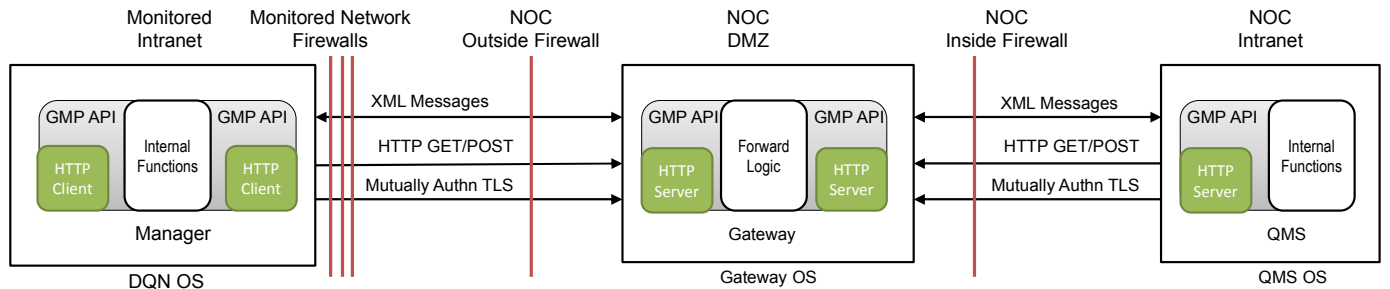 Monitored
Intranet
Monitored Network
Firewalls
NOC
Outside Firewall
NOC
DMZ
NOC
Inside Firewall
NOC
Intranet
GMP API
GMP API
Internal
Functions
HTTP
Client
HTTP
Client
Manager
DQN OS
XML Messages
HTTP GET/POST
Mutually Authn TLS
GMP API
GMP API
Forward
Logic
HTTP
Server
HTTP
Server
Gateway
Gateway OS
XML Messages
HTTP GET/POST
Mutually Authn TLS
GMP API
Internal
Functions
HTTP
Server
QMS
QMS OS